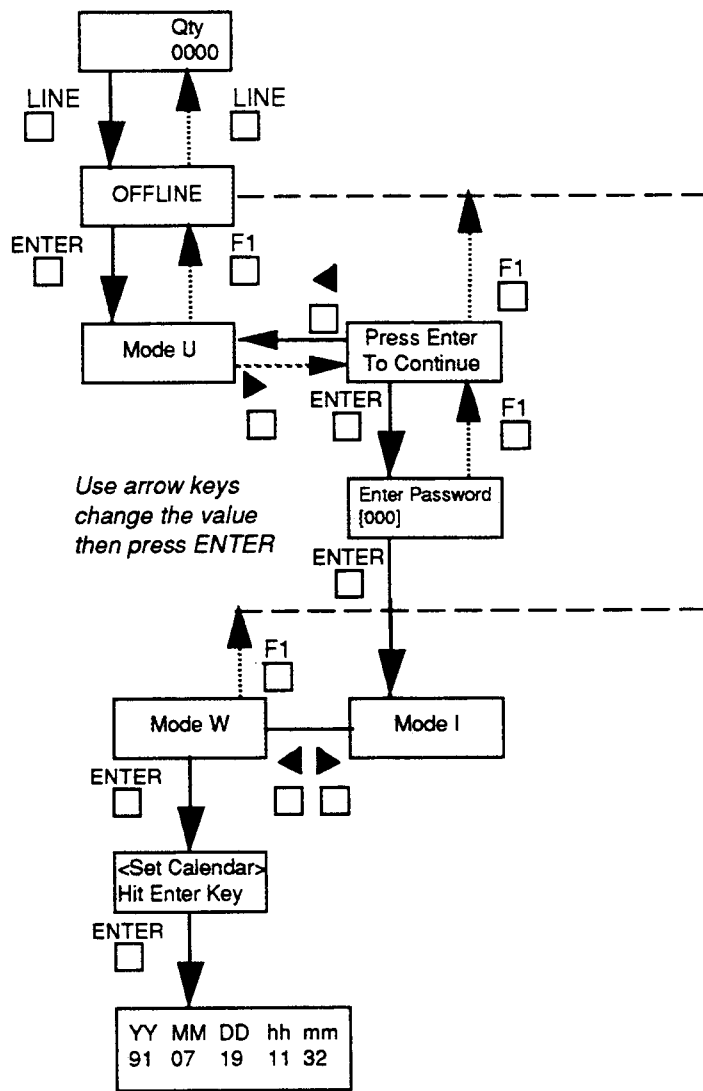 Qty
0000
LINE
LINE
OFFLINE
ENTER
F1
F1
Mode U
Press Enter
To Continue
ENTER
F1
Use arrow keys
change the value
then press ENTER
Enter Password
[000]
ENTER
F1
Mode W
Mode I
ENTER
<Set Calendar>
Hit Enter Key
ENTER
YY MM DD hh mm
91 07 19 11 32